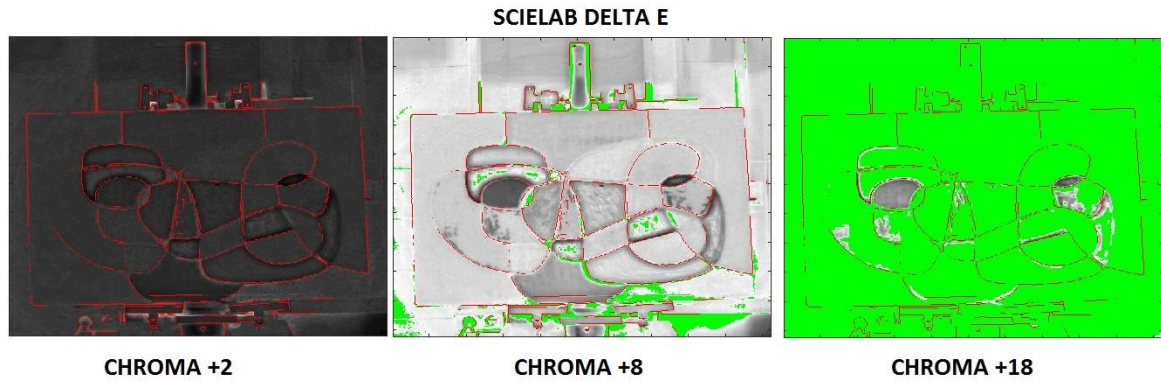 SCIELAB DELTA E
CHROMA +2
CHROMA +8
CHROMA +18